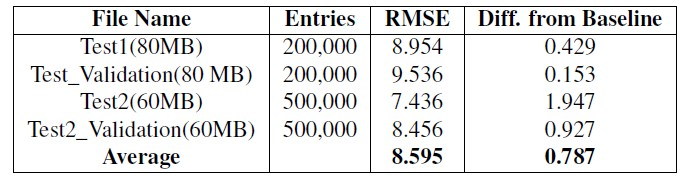 File Name Entries RMSE Diff. from Baseline
Test1(80MB) 200,000 8.954 0.429
Test_Validation(80 MB) 200,000 9.536 0.153
Test2(60MB) 500,000 7.436 1.947
Test2_Validation(60MB) 500,000 8.456 0.927
Average 8.595 0.787